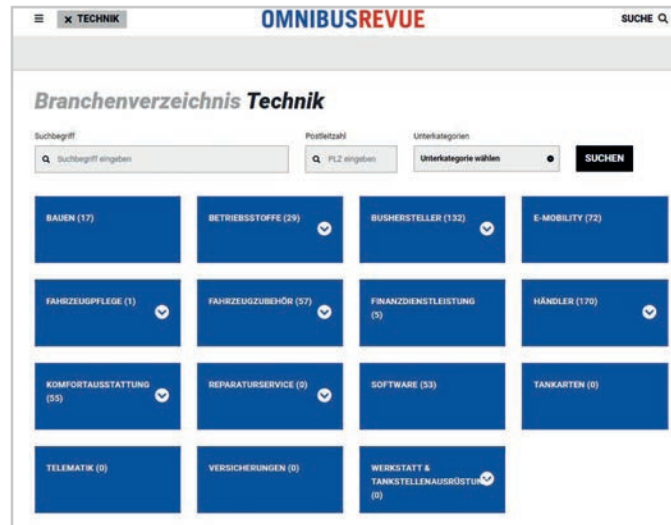 TECHNIK
OMNIBUSREVUE
SUCHE
Branchenverzeichnis Technik
Suchbegriff
Postleitzahl
Unterkategorien
Suchbegriff eingeben
PLZ eingeben
Unterkategorie wählen
SUCHEN
BAUEN (17)
BETRIEBSSTOFFE (29)
BUSHERSTELLER (132)
E-MOBILITY (72)
FAHRZEUGPFLEGE (1)
FAHRZEUGZUBEHÖR (57)
FINANZDIENSTLEISTUNG
(5)
HÄNDLER (170)
KOMFORTAUSSTATTUNG
(55)
REPARATURSERVICE (0)
SOFTWARE (53)
TANKARTEN (0)
TELEMATIK (0)
VERSICHERUNGEN (0)
WERKSTATT &
TANKSTELLENAUSRÜSTUNG
(0)